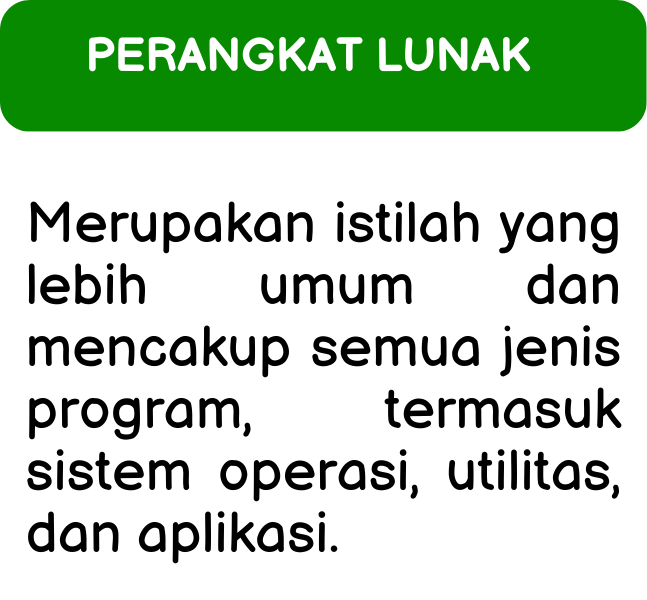 PERANGKAT LUNAK
Merupakan istilah yang
lebih umum dan
mencakup semua jenis
program, termasuk
sistem operasi, utilitas,
dan aplikasi.